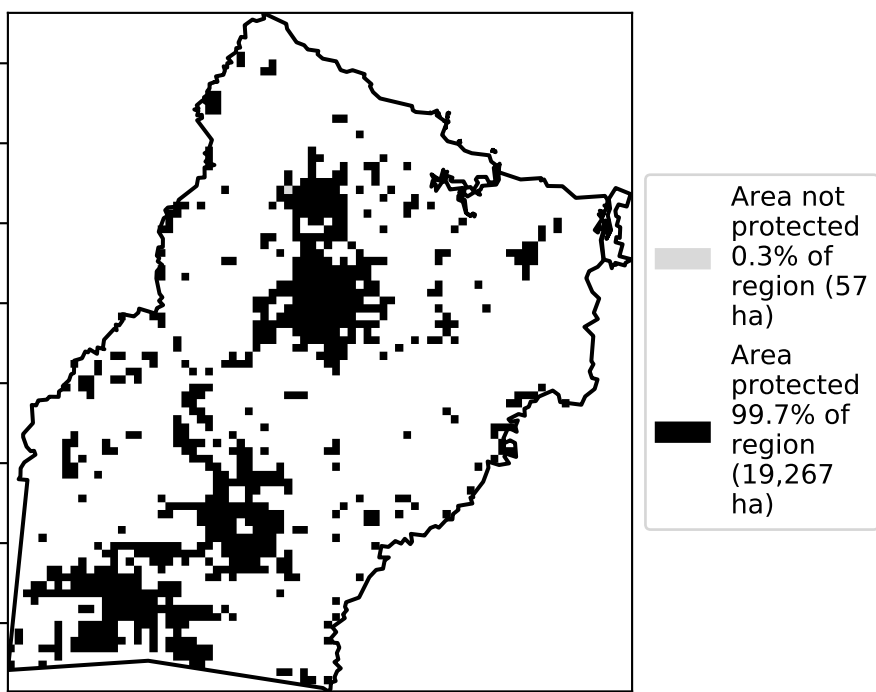 Area not
protected
0.3% of
region (57
ha)
Area
protected
99.7% of
region
(19,267
ha)